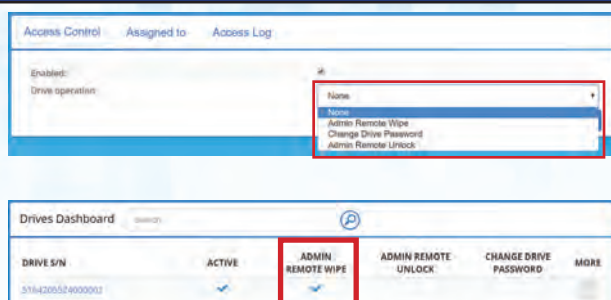 Access Control Assigned to Access Log
Enabled:
Drive operation: None
None
Admin Remote Wipe
Change Drive Password
Admin Remote Unlock
Drives Dashboard search
DRIVE S/N ACTIVE ADMIN REMOTE WIPE ADMIN REMOTE UNLOCK CHANGE DRIVE PASSWORD MORE